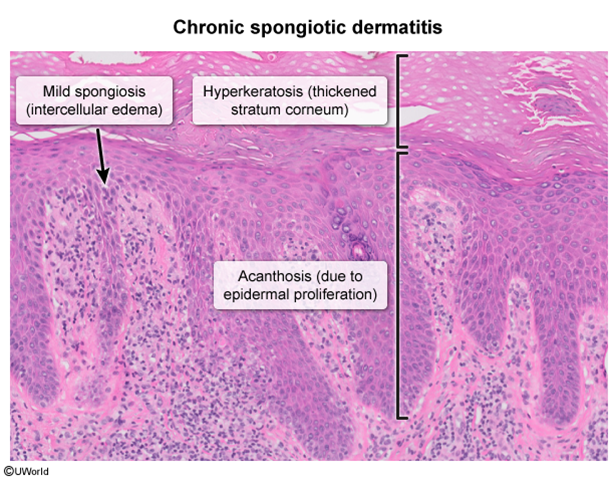 Chronic spongiotic dermatitis
Mild spongiosis
(intercellular edema)
Hyperkeratosis (thickened
stratum corneum)
Acanthosis (due to
epidermal proliferation)
©UWorld